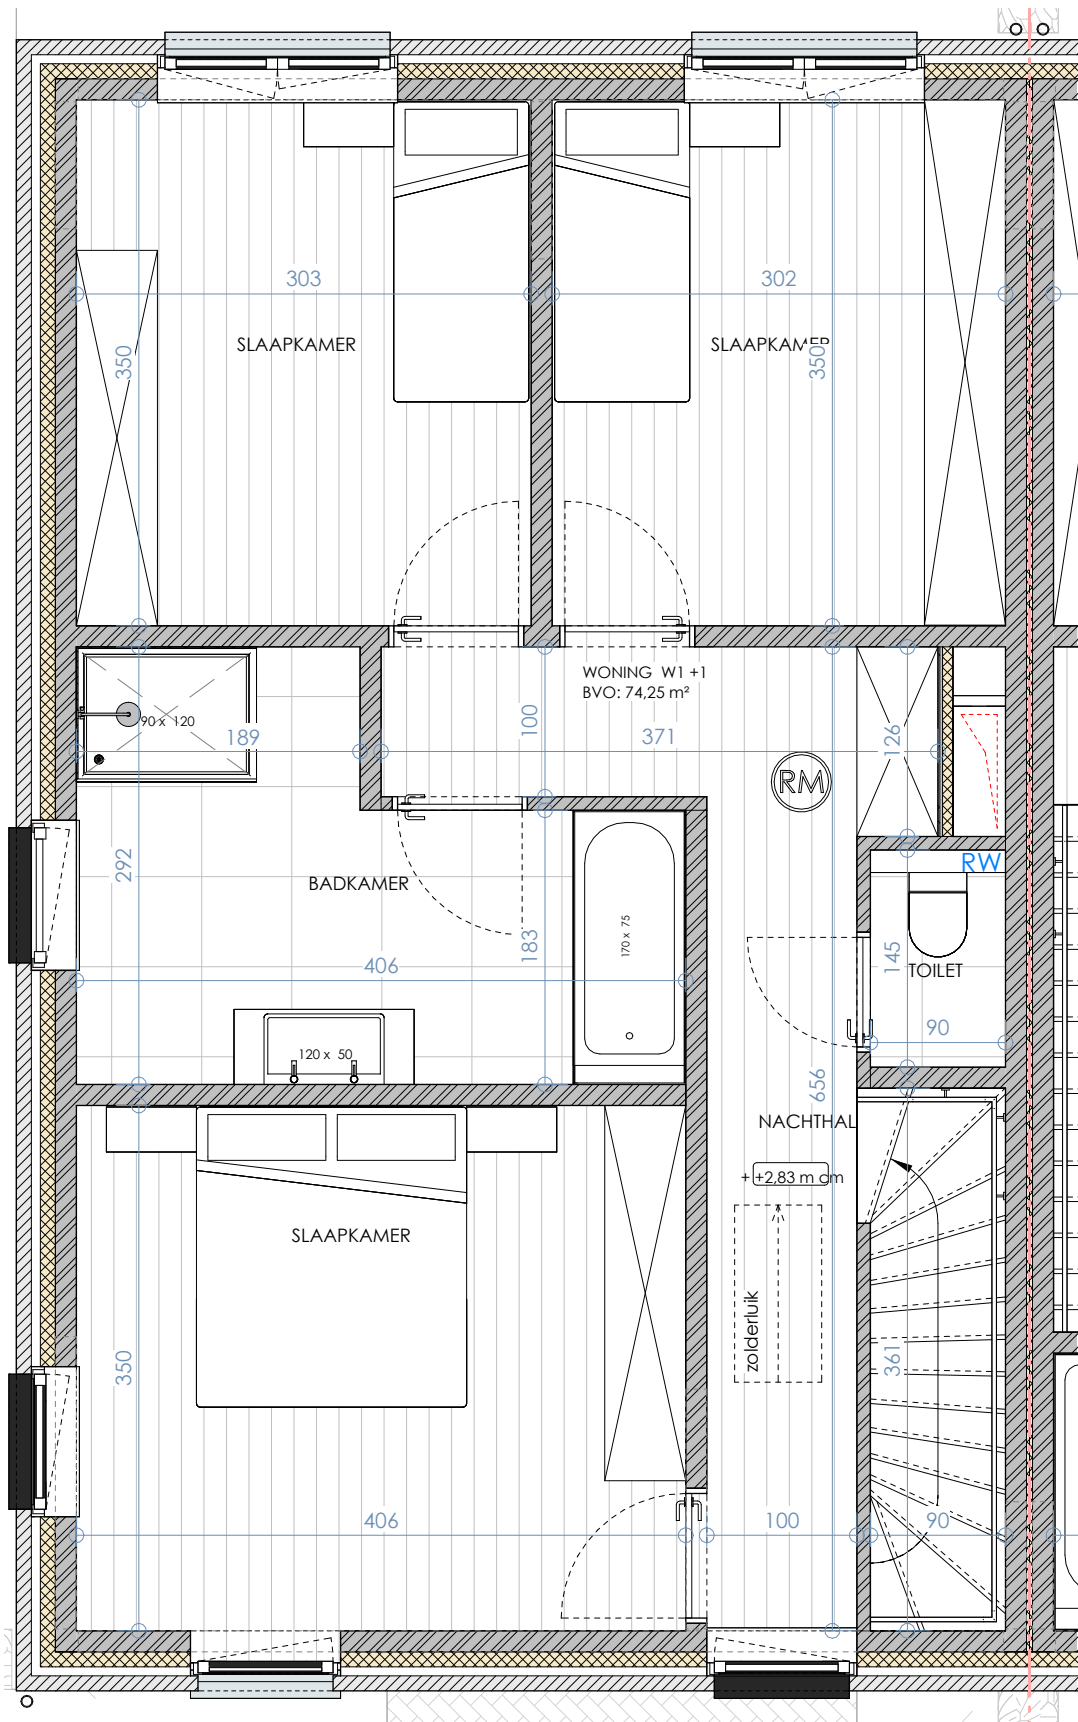 303
302
SLAAPKAMER
SLAAPKAMER
350
350
WONING W1 +1
BVO: 74,25 m²
90 x 120
189
100
371
126
RM
292
BADKAMER
RW
170 x 75
183
145
TOILET
406
90
120 x 50
656
NACHTHAL
+ +2,83 m cm
SLAAPKAMER
zolderluik
350
361
406
100
90